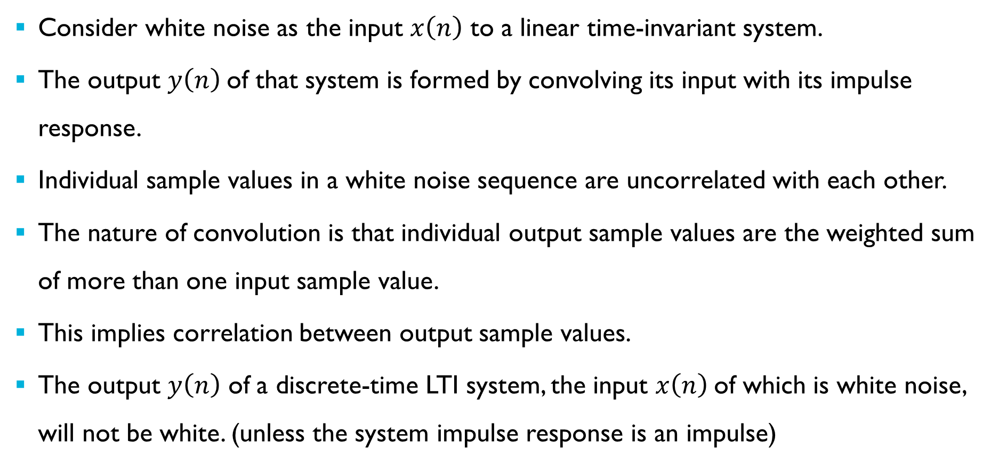 ▪ Consider white noise as the input x(n) to a linear time-invariant system.
▪ The output y(n) of that system is formed by convolving its input with its impulse
response.
▪ Individual sample values in a white noise sequence are uncorrelated with each other.
▪ The nature of convolution is that individual output sample values are the weighted sum
of more than one input sample value.
▪ This implies correlation between output sample values.
▪ The output y(n) of a discrete-time LTI system, the input x(n) of which is white noise,
will not be white. (unless the system impulse response is an impulse)